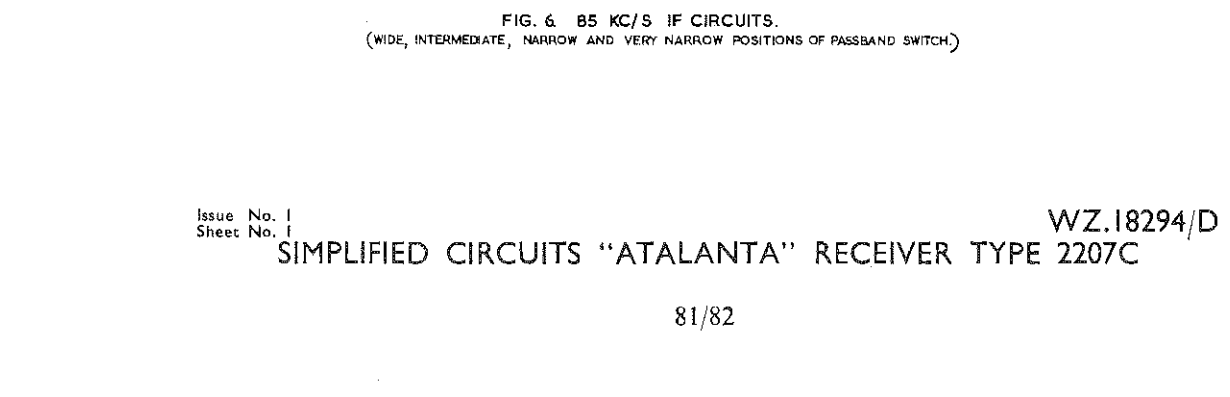 FIG. 6. 85 KC/S IF CIRCUITS.
(WIDE, INTERMEDIATE, NARROW AND VERY NARROW POSITIONS OF PASSBAND SWITCH.)
Issue No. 1
Sheet No. 1
WZ.18294/D
SIMPLIFIED CIRCUITS "ATALANTA" RECEIVER TYPE 2207C
81/82